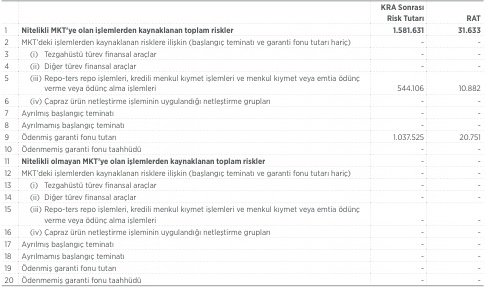 KRA Sonrası
Risk Tutarı RAT
1 Nitelikli MKT'ye olan işlemlerden kaynaklanan toplam riskler 1.581.631 31.633
2 MKT'deki işlemlerden kaynaklanan risklere ilişkin (başlangıç teminatı ve garanti fonu tutarı hariç) - -
3 (i) Tezgahüstü türev finansal araçlar - -
4 (ii) Diğer türev finansal araçlar - -
5 (iii) Repo-ters repo işlemleri, kredili menkul kıymet işlemleri ve menkul kıymet veya emtia ödünç
verme veya ödünç alma işlemleri 544.106 10.882
6 (iv) Çapraz ürün netleştirme işleminin uygulandığı netleştirme grupları - -
7 Ayrılmış başlangıç teminatı - -
8 Ayrılmamış başlangıç teminatı - -
9 Ödenmiş garanti fonu tutarı 1.037.525 20.751
10 Ödenmemiş garanti fonu taahhüdü - -
11 Nitelikli olmayan MKT'ye olan işlemlerden kaynaklanan toplam riskler - -
12 MKT'deki işlemlerden kaynaklanan risklere ilişkin (başlangıç teminatı ve garanti fonu tutarı hariç) - -
13 (i) Tezgahüstü türev finansal araçlar - -
14 (ii) Diğer türev finansal araçlar - -
15 (iii) Repo-ters repo işlemleri, kredili menkul kıymet işlemleri ve menkul kıymet veya emtia ödünç
verme veya ödünç alma işlemleri - -
16 (iv) Çapraz ürün netleştirme işleminin uygulandığı netleştirme grupları - -
17 Ayrılmış başlangıç teminatı - -
18 Ayrılmamış başlangıç teminatı - -
19 Ödenmiş garanti fonu tutarı - -
20 Ödenmemiş garanti fonu taahhüdü - -